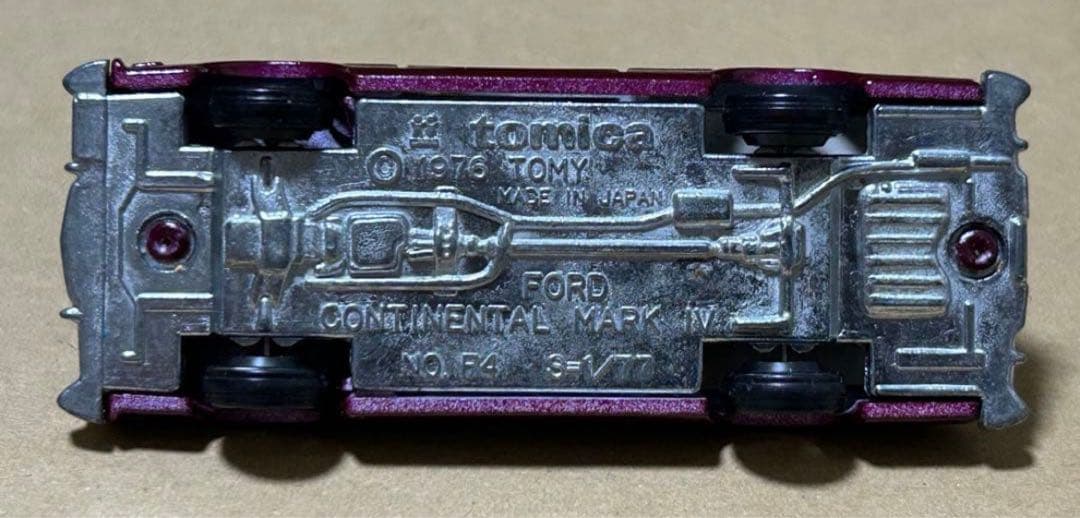 tomica
© 1976 TOMY
MADE IN JAPAN
FORD
CONTINENTAL MARK IV
NO. F4 S=1/77